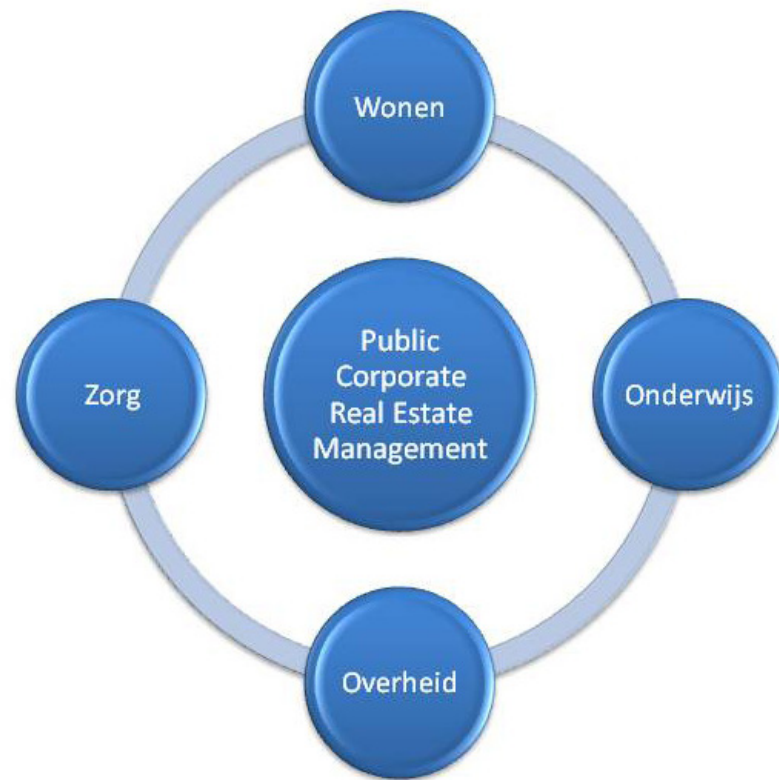 Wonen
Zorg
Public
Corporate
Real Estate
Management
Onderwijs
Overheid